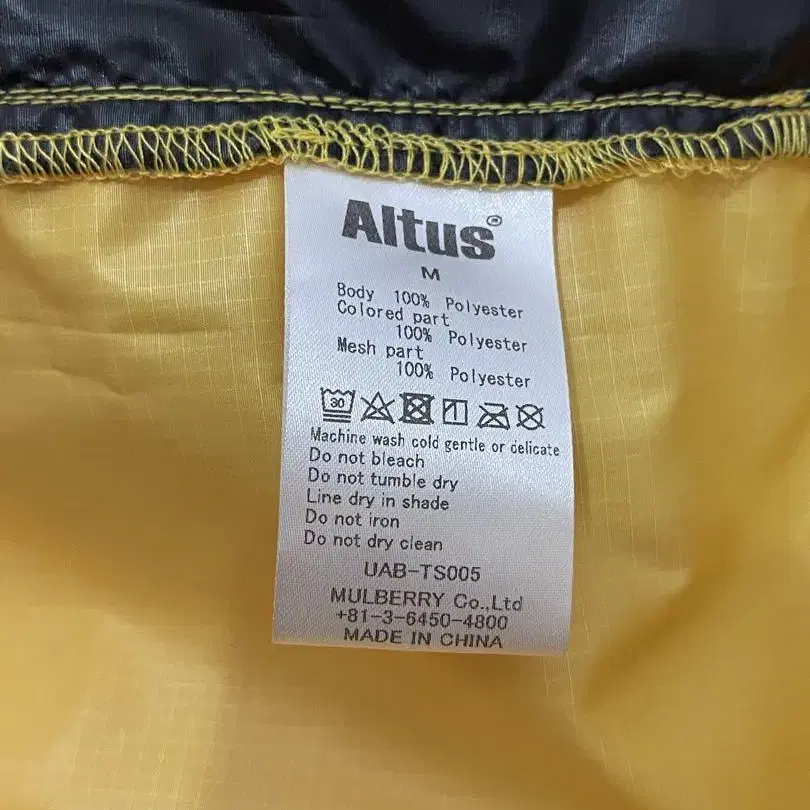 Altus®
M
Body 100% Polyester
Colored part
100% Polyester
Mesh part
100% Polyester
30
Machine wash cold gentle or delicate
Do not bleach
Do not tumble dry
Line dry in shade
Do not iron
Do not dry clean
UAB-TS005
MULBERRY Co.,Ltd
+81-3-6450-4800
MADE IN CHINA